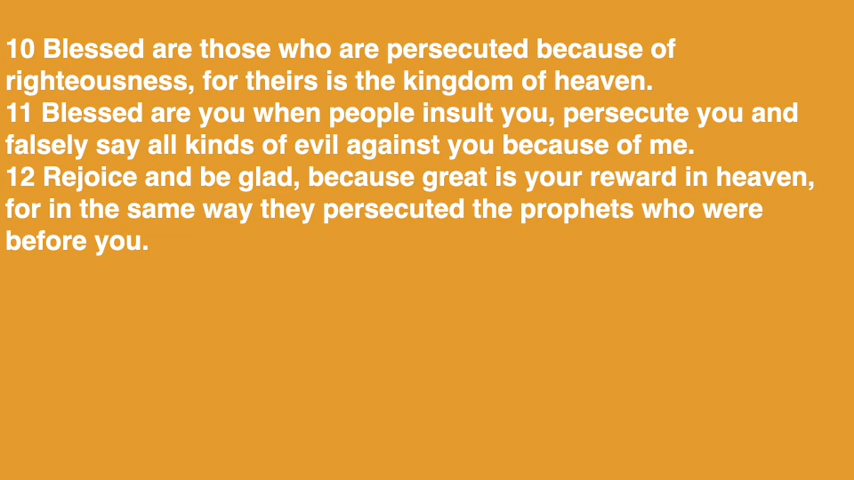 10 Blessed are those who are persecuted because of
righteousness, for theirs is the kingdom of heaven.
11 Blessed are you when people insult you, persecute you and
falsely say all kinds of evil against you because of me.
12 Rejoice and be glad, because great is your reward in heaven,
for in the same way they persecuted the prophets who were
before you.